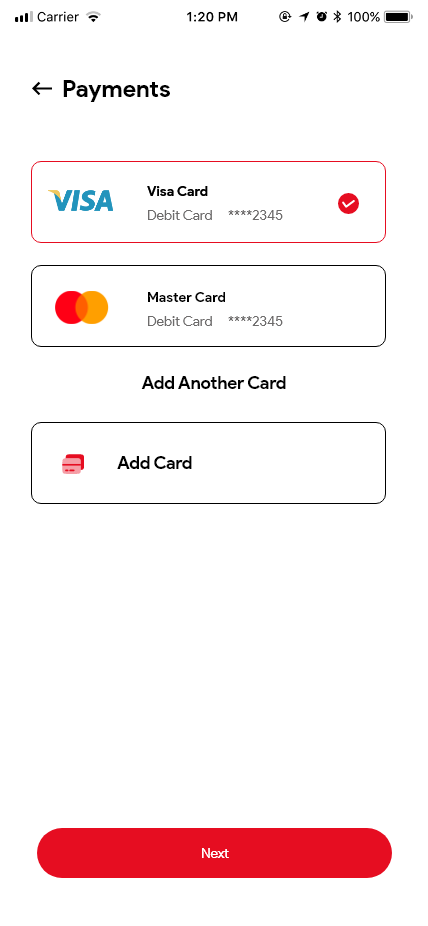 Carrier 1:20 PM 100%
Payments
VISA
Visa Card
Debit Card ****2345
Master Card
Debit Card ****2345
Add Another Card
Add Card
Next